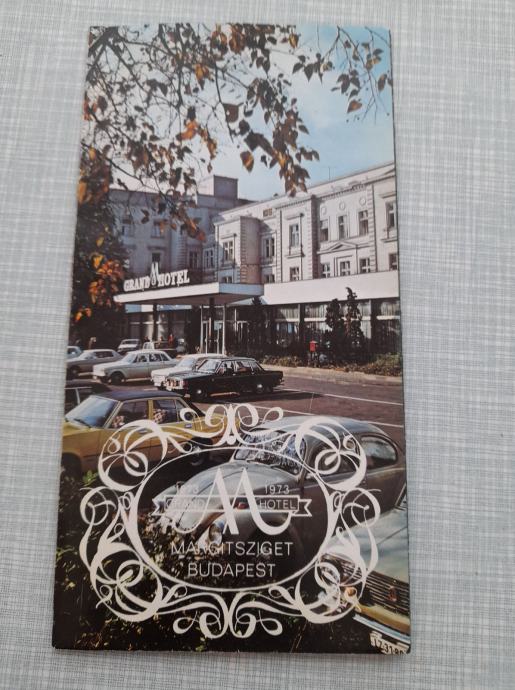 GRAND M HOTEL
1873 1973
GRAND M HOTEL
MARGITSZIGET
BUDAPEST